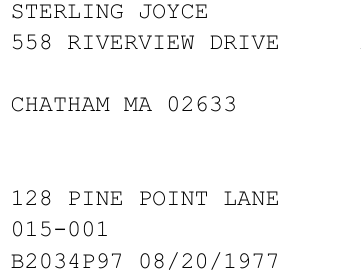 STERLING JOYCE
558 RIVERVIEW DRIVE
CHATHAM MA 02633
128 PINE POINT LANE
015-001
B2034P97 08/20/1977